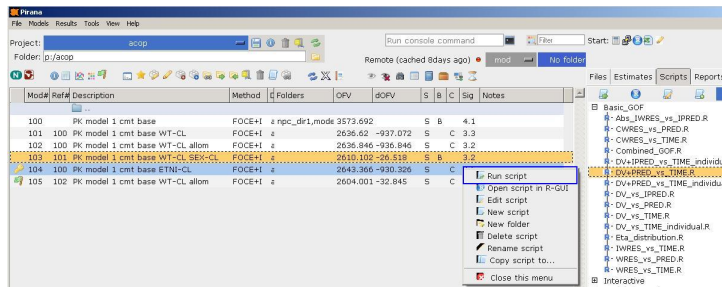 Pirana
File Models Results Tools View Help
Project: acop Run console command Filter Start:
Folder: p:/acop Remote (cached 8days ago) mod No folder
Files Estimates Scripts Reports
Mod# Ref# Description Method Folders OFV dOFV S B C Sig Notes
..
100 PK model 1 cmt base FOCE+I npc_dir1,mode 3573.692 S B 4.1
101 100 PK model 1 cmt base WT-CL FOCE+I 2636.62 -937.072 S C 3.3
102 100 PK model 1 cmt base WT-CL allom FOCE+I 2636.846 -936.846 S C 3.2
103 101 PK model 1 cmt base WT-CL SEX-CL FOCE+I 2610.102 -26.518 S B 3.2
104 100 PK model 1 cmt base ETNI-CL FOCE+I 2643.366 -930.326 S C
105 102 PK model 1 cmt base WT-CL allom FOCE+I 2604.001 -32.845 S C
Run script
Open script in R-GUI
Edit script
New script
New folder
Delete script
Rename script
Copy script to...
Close this menu
Basic_GOF
Abs_IWRES_vs_IPRED.R
CWRES_vs_PRED.R
CWRES_vs_TIME.R
Combined_GOF.R
DV+IPRED_vs_TIME_individu
DV+PRED_vs_TIME.R
DV+PRED_vs_TIME_individua
DV_vs_IPRED.R
DV_vs_PRED.R
DV_vs_TIME.R
DV_vs_TIME_individual.R
Eta_distribution.R
IWRES_vs_TIME.R
WRES_vs_PRED.R
WRES_vs_TIME.R
Interactive